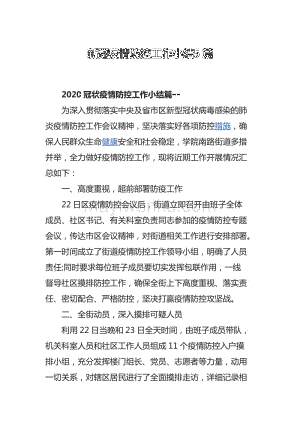 新冠疫情防控工作小结5篇
2020 冠状疫情防控工作小结篇--
为深入贯彻落实中央及省市区新型冠状病毒感染的肺
炎疫情防控工作会议精神，坚决落实好各项防控措施，确
保人民群众生命健康安全和社会稳定，学院南路街道多措
并举，全力做好疫情防控工作，现将近期工作开展情况汇
总如下：
一、高度重视，超前部署防疫工作
22 日区疫情防控会议后，街道立即召开由班子全体
成员、社区书记、有关科室负责同志参加的疫情防控专题
会议，传达市区会议精神，对街道相关工作进行安排部署。
第一时间成立了街道疫情防控工作领导小组，明确了人员
责任;同时要求每位班子成员要切实发挥包联作用，一线
督导社区摸排防控工作，确保全街上下高度重视、落实责
任、密切配合、严格防控，坚决打赢疫情防控攻坚战。
二、全街动员，深入摸排可疑人员
利用 22 日当晚和 23 日全天时间，由班子成员带队，
机关科室人员和社区工作人员组成 11 个疫情防控入户摸
排小组，充分发挥楼门组长、党员、志愿者等力量，动用
一切关系，对辖区居民进行了全面摸排走访，详细记录相